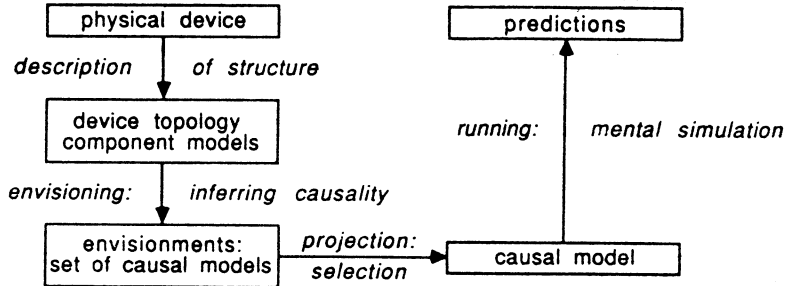 physical device
description of structure
device topology
component models
envisioning: inferring causality
envisionments:
set of causal models
projection:
selection
causal model
running: mental simulation
predictions